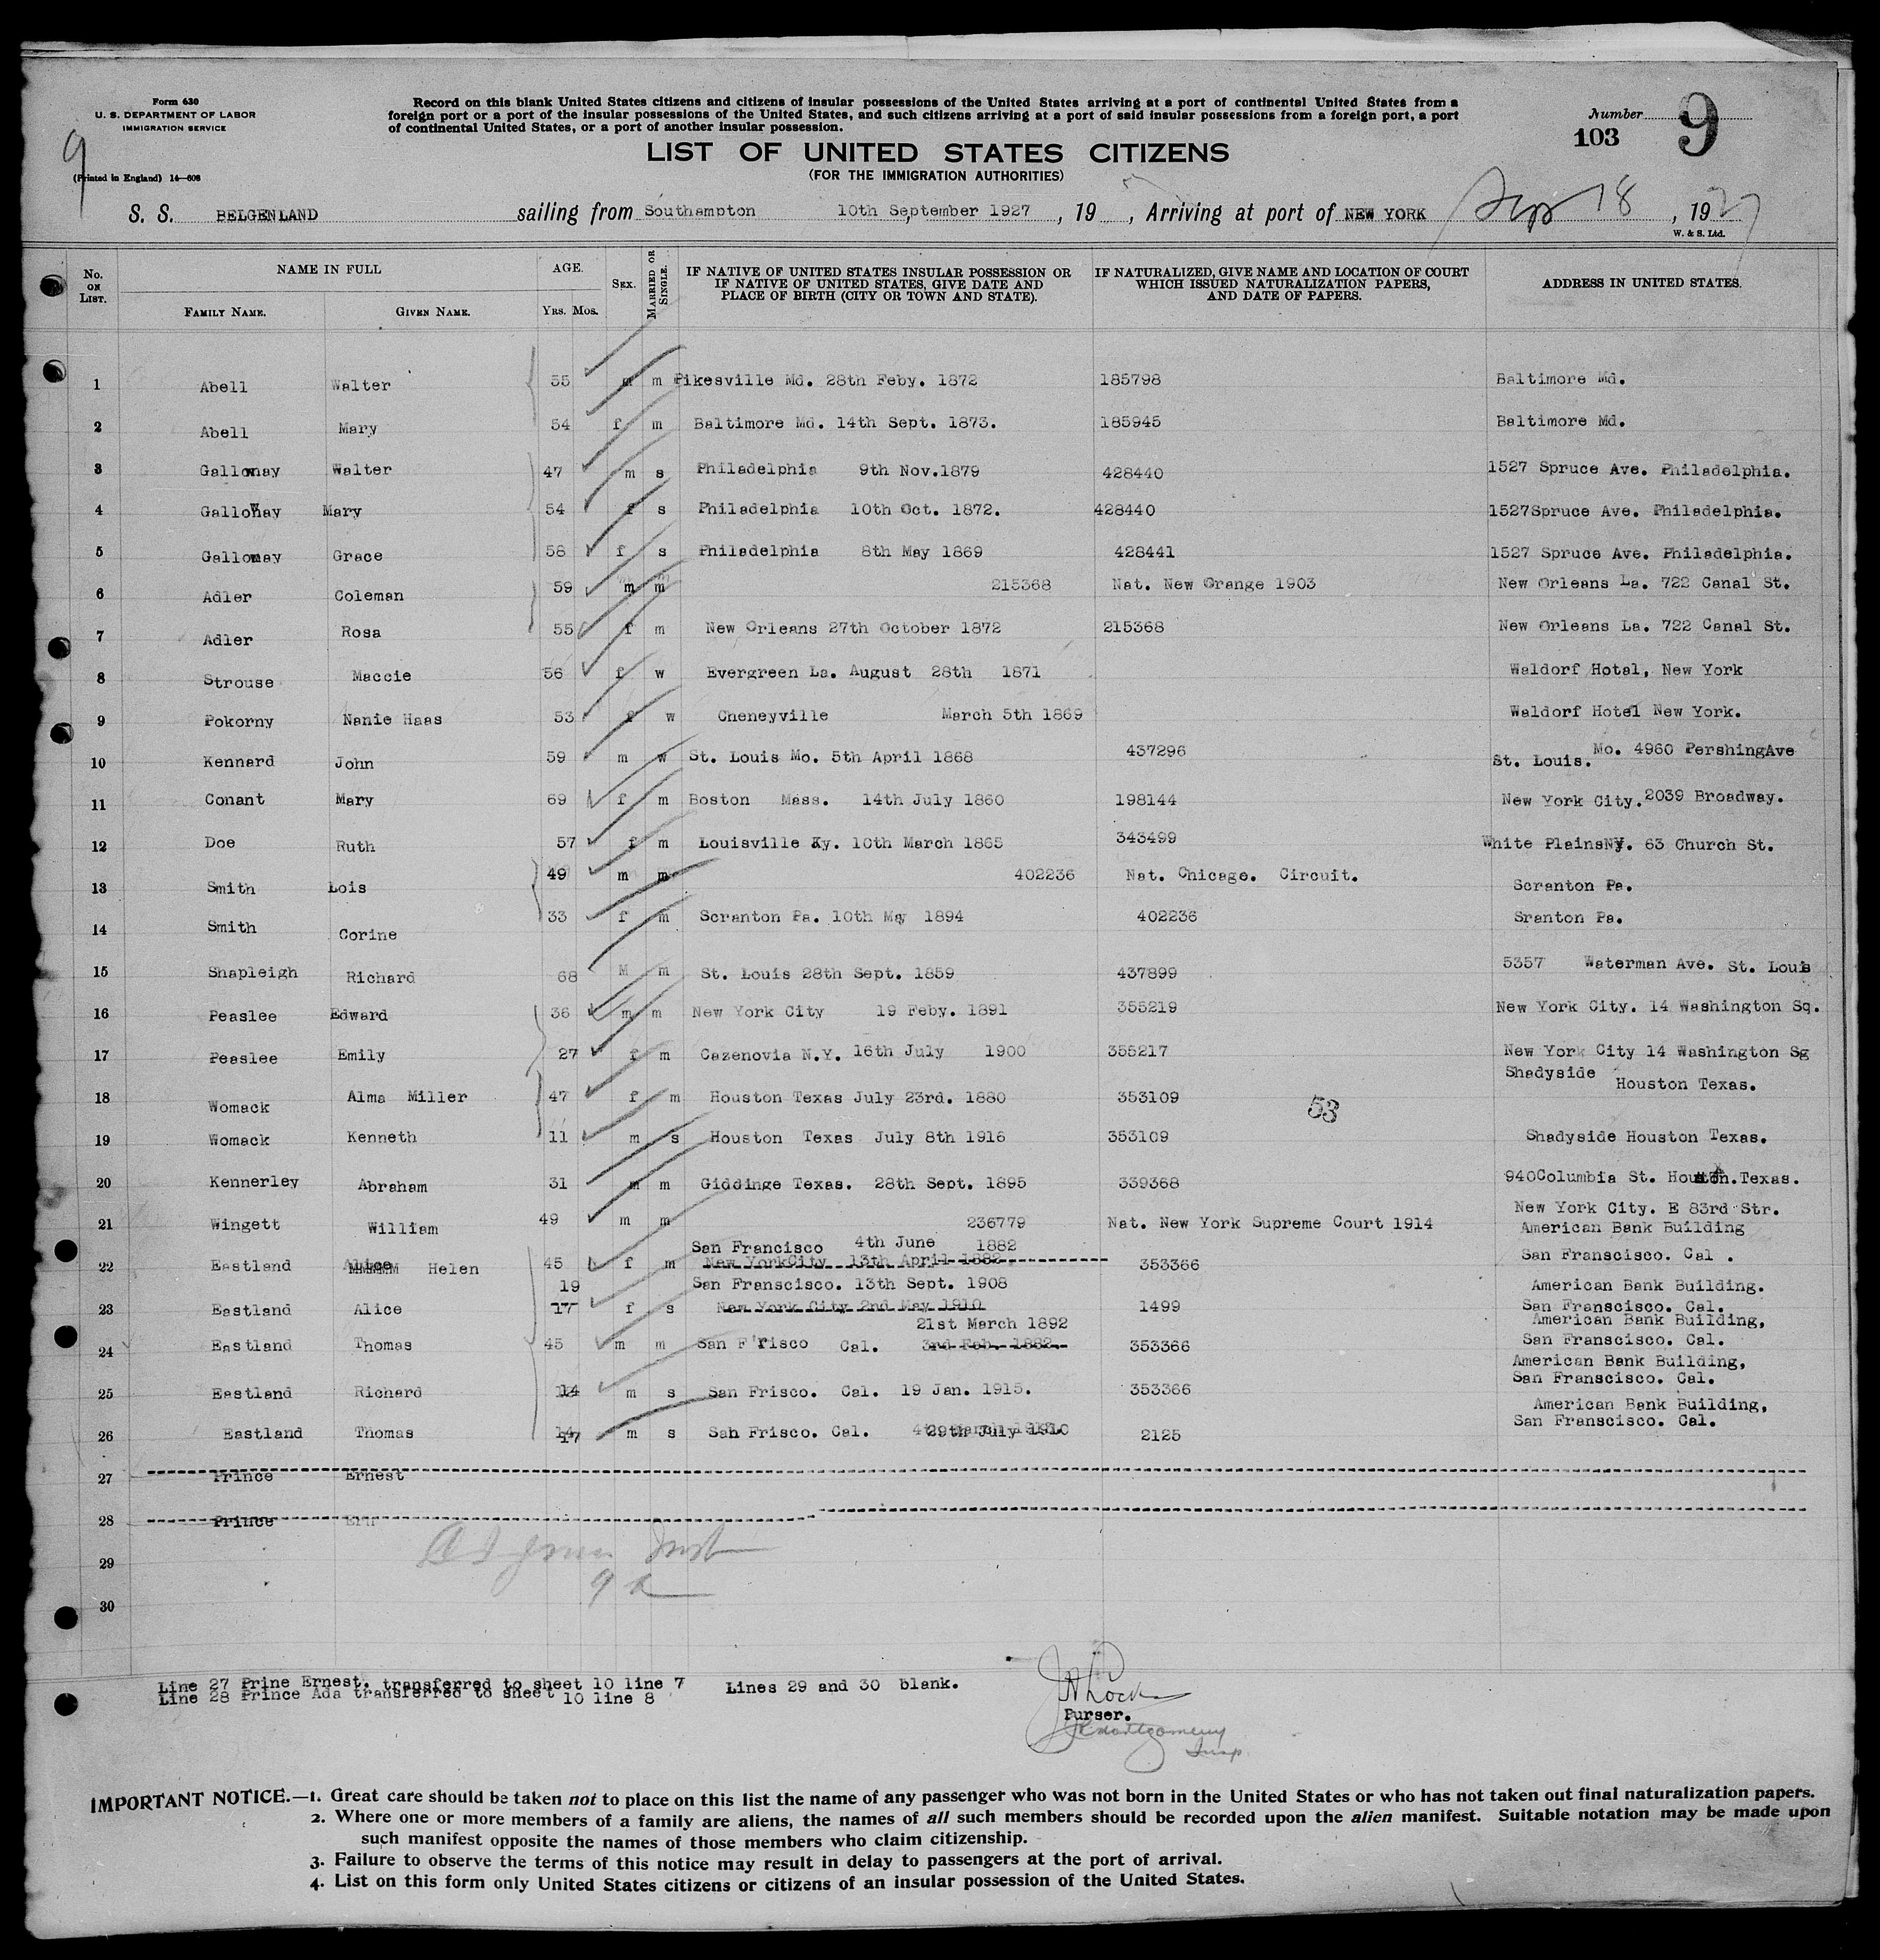 Form 630
U. S. DEPARTMENT OF LABOR
IMMIGRATION SERVICE
(Printed in England) 14—608
9
Record on this blank United States citizens and citizens of insular possessions of the United States arriving at a port of continental United States from a
foreign port or a port of the insular possessions of the United States, and such citizens arriving at a port of said insular possessions from a foreign port, a port
of continental United States, or a port of another insular possession.
LIST OF UNITED STATES CITIZENS
(FOR THE IMMIGRATION AUTHORITIES)
Number 9
103
S. S. BELGENLAND sailing from Southampton 10th September 1927, 19 , Arriving at port of NEW YORK Sep 18, 1927
W. & S. Ltd.
No. ON LIST. NAME IN FULL AGE. SEX. MARRIED OR SINGLE. IF NATIVE OF UNITED STATES INSULAR POSSESSION OR IF NATIVE OF UNITED STATES, GIVE DATE AND PLACE OF BIRTH (CITY OR TOWN AND STATE). IF NATURALIZED, GIVE NAME AND LOCATION OF COURT WHICH ISSUED NATURALIZATION PAPERS, AND DATE OF PAPERS. ADDRESS IN UNITED STATES.
FAMILY NAME. GIVEN NAME. YRS. MOS.
1 Abell Walter 55 m m Pikesville Md. 28th Feby. 1872 185798 Baltimore Md.
2 Abell Mary 54 f m Baltimore Md. 14th Sept. 1873. 185945 Baltimore Md.
3 Galloway Walter 47 m s Philadelphia 9th Nov.1879 428440 1527 Spruce Ave. Philadelphia.
4 Galloway Mary 54 f s Philadelphia 10th Oct. 1872. 428440 1527Spruce Ave. Philadelphia.
5 Galloway Grace 58 f s Philadelphia 8th May 1869 428441 1527 Spruce Ave. Philadelphia.
6 Adler Coleman 59 m m 215368 Nat. New Orange 1903 New Orleans La. 722 Canal St.
7 Adler Rosa 55 f m New Orleans 27th October 1872 215368 New Orleans La. 722 Canal St.
8 Strouse Maccie 56 f w Evergreen La. August 28th 1871 Waldorf Hotal, New York
9 Pokorny Nanie Haas 53 f w Cheneyville March 5th 1869 Waldorf Hotel New York.
10 Kennard John 59 m w St. Louis Mo. 5th April 1868 437296 St. Louis. Mo. 4960 PershingAve
11 Conant Mary 69 f m Boston Mass. 14th July 1860 198144 New York City. 2039 Broadway.
12 Doe Ruth 57 f m Louisville Ky. 10th March 1865 343499 White PlainsNY. 63 Church St.
13 Smith Lois 49 m m 402236 Nat. Chicago. Circuit. Scranton Pa.
14 Smith Corine 33 f m Scranton Pa. 10th May 1894 402236 Sranton Pa.
15 Shapleigh Richard 68 M m St. Louis 28th Sept. 1859 437899 5357 Waterman Ave. St. Louis
16 Peaslee Edward 36 m m New York City 19 Feby. 1891 355219 New York City. 14 Washington Sq.
17 Peaslee Emily 27 f m Cazenovia N.Y. 16th July 1900 355217 New York City 14 Washington Sg
18 Womack Alma Miller 47 f m Houston Texas July 23rd. 1880 353109 Shadyside Houston Texas.
53
19 Womack Kenneth 11 m s Houston Texas July 8th 1916 353109 Shadyside Houston Texas.
20 Kennerley Abraham 31 m m Giddinge Texas. 28th Sept. 1895 339368 940Columbia St. Houston.Texas.
21 Wingett William 49 m m 236779 Nat. New York Supreme Court 1914 New York City. E 83rd Str.
San Francisco 4th June 1882 American Bank Building
22 Eastland Alice Helen 45 f m New YorkCity 13th April 1882 353366 San Franscisco. Cal .
19 San Franscisco. 13th Sept. 1908 American Bank Building.
23 Eastland Alice 17 f s New York City 2nd May 1910 1499 San Franscisco. Cal.
21st March 1892 American Bank Building,
24 Eastland Thomas 45 m m San F'risco Cal. 3rd Feb. 1882. 353366 San Franscisco. Cal.
American Bank Building,
25 Eastland Richard 14 m s San Frisco. Cal. 19 Jan. 1915. 353366 San Franscisco. Cal.
American Bank Building,
26 Eastland Thomas 17 m s San Frisco. Cal. 29th July 1910 2125 San Franscisco. Cal.
27 Prince Ernest
28 Prince
29
30
Line 27 Prine Ernest. transferred to sheet 10 line 7 Lines 29 and 30 blank.
Line 28 Prince Ada transferred to sheet 10 line 8
Purser.
Montgomery
Insp.
IMPORTANT NOTICE.—1. Great care should be taken not to place on this list the name of any passenger who was not born in the United States or who has not taken out final naturalization papers.
2. Where one or more members of a family are aliens, the names of all such members should be recorded upon the alien manifest. Suitable notation may be made upon
such manifest opposite the names of those members who claim citizenship.
3. Failure to observe the terms of this notice may result in delay to passengers at the port of arrival.
4. List on this form only United States citizens or citizens of an insular possession of the United States.